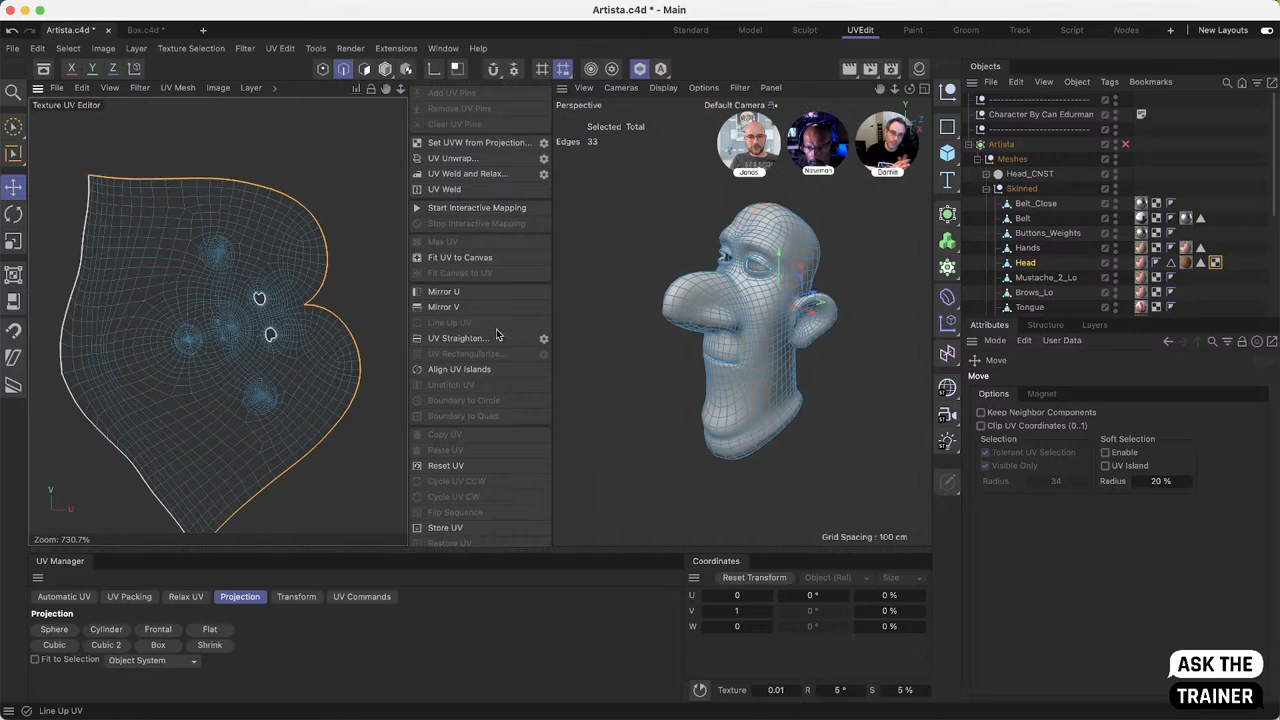 Artista.c4d * - Main
Artista.c4d * × Box.c4d * +
Standard Model Sculpt UVEdit Paint Groom Track Script Nodes + New Layouts
File Edit Select Image Layer Texture Selection Filter UV Edit Tools Render Extensions Window Help
X Y Z
File Edit View Filter UV Mesh Image Layer
Texture UV Editor
V
U
Zoom: 730.7%
Add UV Pins
Remove UV Pins
Clear UV Pins
Set UVW from Projection...
UV Unwrap...
UV Weld and Relax...
UV Weld
Start Interactive Mapping
Stop Interactive Mapping
Max UV
Fit UV to Canvas
Fit Canvas to UV
Mirror U
Mirror V
Line Up UV
UV Straighten...
UV Rectangularize...
Align UV Islands
Unstitch UV
Boundary to Circle
Boundary to Quad
Copy UV
Paste UV
Reset UV
Cycle UV CCW
Cycle UV CW
Flip Sequence
Store UV
Restore UV
View Cameras Display Options Filter Panel
Perspective Default Camera
Selected Total
Edges 33
Y
X
Z
Jonas Naseman Darrin
Grid Spacing : 100 cm
T
ST
ST
ST
Objects
File Edit View Object Tags Bookmarks
----------------------------
Character By Can Edurman
----------------------------
Artista
Meshes
Head_CNST
Skinned
Belt_Close
Belt
Buttons_Weights
Hands
Head
Mustache_2_Lo
Brows_Lo
Tongue
Attributes Structure Layers
Mode Edit User Data
Move
Move
Options Magnet
Keep Neighbor Components
Clip UV Coordinates (0..1)
Selection Soft Selection
Tolerant UV Selection Enable
Visible Only UV Island
Radius 34 Radius 20 %
UV Manager
Automatic UV UV Packing Relax UV Projection Transform UV Commands
Projection
Sphere Cylinder Frontal Flat
Cubic Cubic 2 Box Shrink
Fit to Selection Object System
Coordinates
Reset Transform Object (Rel) Size
U 0 0 ° 0 %
V 1 0 ° 0 %
W 0 0 ° 0 %
Texture 0.01 R 5 ° S 5 %
Line Up UV
ASK THE
TRAINER